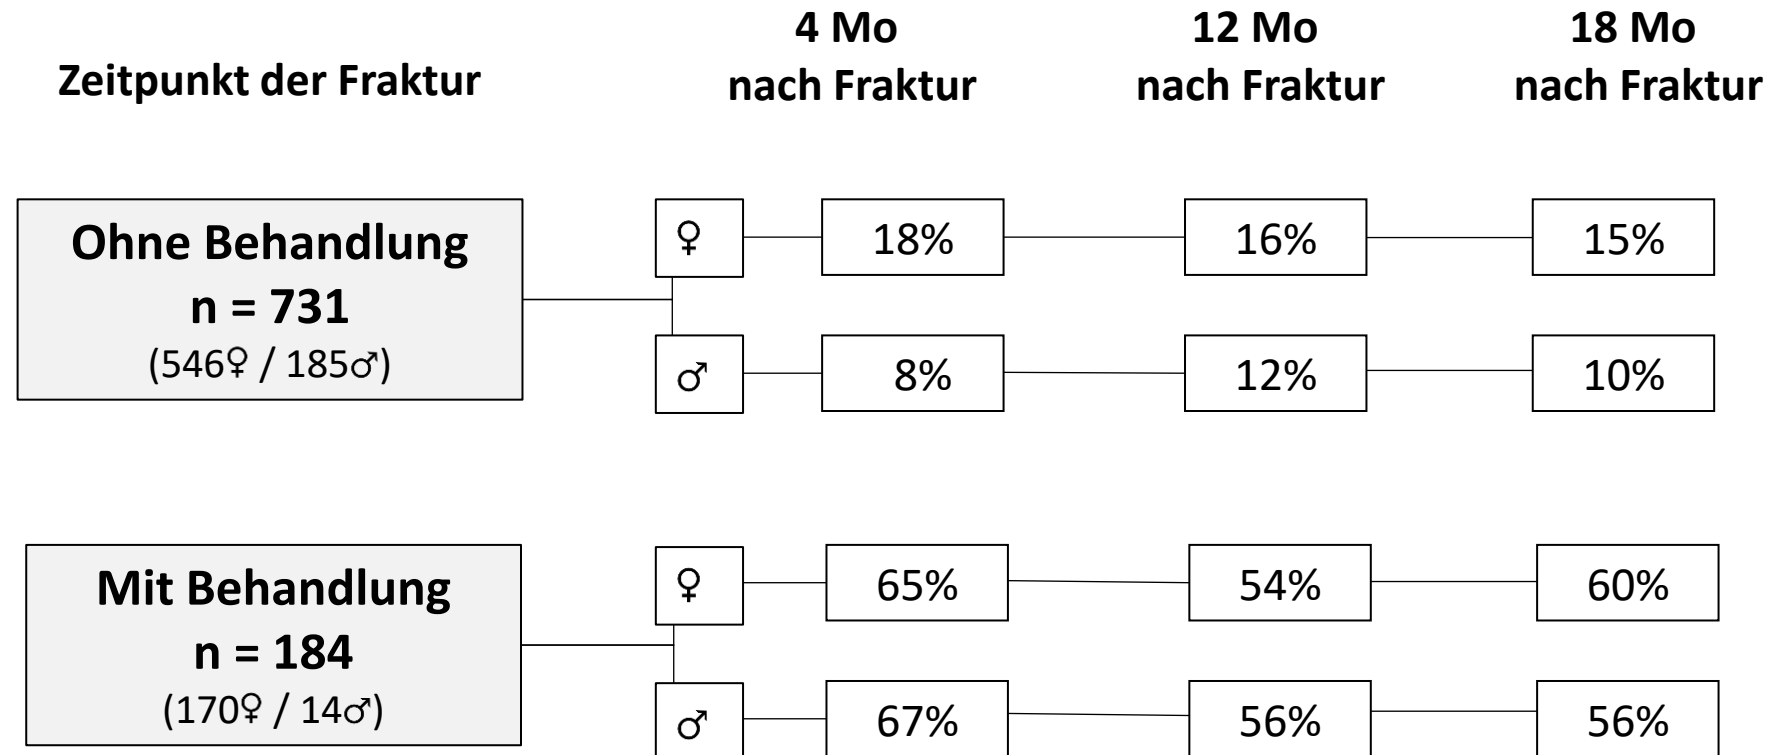 Zeitpunkt der Fraktur
4 Mo
nach Fraktur
12 Mo
nach Fraktur
18 Mo
nach Fraktur
Ohne Behandlung
n = 731
(546♀ / 185♂)
♀
18%
16%
15%
♂
8%
12%
10%
Mit Behandlung
n = 184
(170♀ / 14♂)
♀
65%
54%
60%
♂
67%
56%
56%